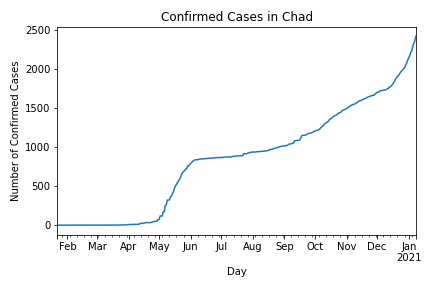 Confirmed Cases in Chad
Number of Confirmed Cases
2500
2000
1500
1000
500
0
Feb Mar Apr May Jun Jul Aug Sep Oct Nov Dec Jan
2021
Day